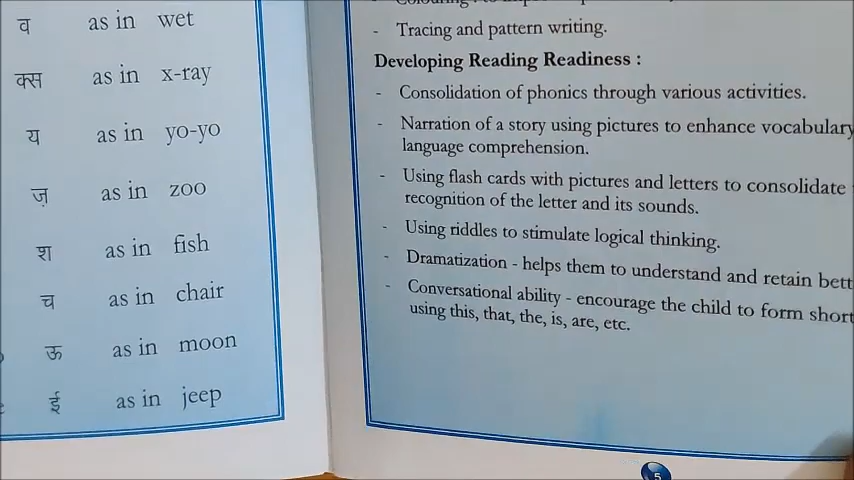 व as in wet
क्स as in x-ray
य as in yo-yo
ज़ as in zoo
श as in fish
च as in chair
ऊ as in moon
ई as in jeep
- Tracing and pattern writing.
Developing Reading Readiness :
- Consolidation of phonics through various activities.
- Narration of a story using pictures to enhance vocabulary
language comprehension.
- Using flash cards with pictures and letters to consolidate
recognition of the letter and its sounds.
- Using riddles to stimulate logical thinking.
- Dramatization - helps them to understand and retain bett
- Conversational ability - encourage the child to form short
using this, that, the, is, are, etc.
5